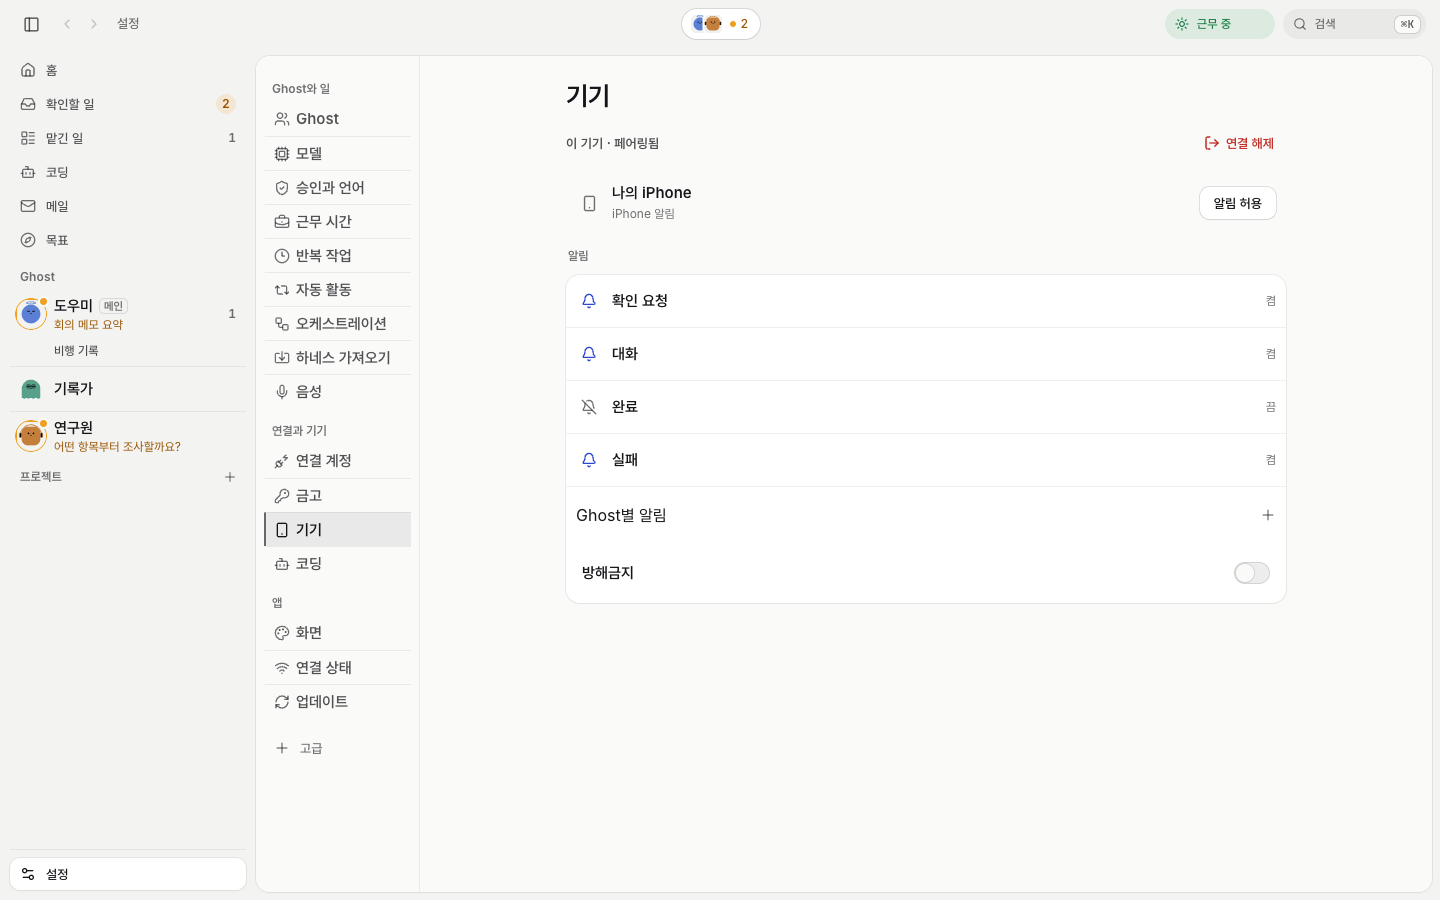 설정
2
근무 중
검색
⌘K
홈
확인할 일
2
맡긴 일
1
코딩
메일
목표
Ghost
도우미
메인
회의 메모 요약
1
비행 기록
기록가
연구원
어떤 항목부터 조사할까요?
프로젝트
설정
Ghost와 일
Ghost
모델
승인과 언어
근무 시간
반복 작업
자동 활동
오케스트레이션
하네스 가져오기
음성
연결과 기기
연결 계정
금고
기기
코딩
앱
화면
연결 상태
업데이트
고급
기기
이 기기 · 페어링됨
연결 해제
나의 iPhone
iPhone 알림
알림 허용
알림
확인 요청
켬
대화
켬
완료
끔
실패
켬
Ghost별 알림
방해금지